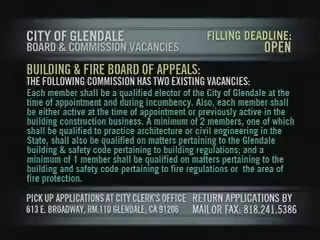 CITY OF GLENDALE
BOARD & COMMISSION VACANCIES
FILLING DEADLINE:
OPEN
BUILDING & FIRE BOARD OF APPEALS:
THE FOLLOWING COMMISSION HAS TWO EXISTING VACANCIES:
Each member shall be a qualified elector of the City of Glendale at the
time of appointment and during incumbency. Also, each member shall
be either active at the time of appointment or previously active in the
building construction business. A minimum of 2 members, one of which
shall be qualified to practice architecture or civil engineering in the
State, shall also be qualified on matters pertaining to the Glendale
building & safety code pertaining to building regulations; and a
minimum of 1 member shall be qualified on matters pertaining to the
building and safety code pertaining to fire regulations or the area of
fire protection.
PICK UP APPLICATIONS AT CITY CLERK'S OFFICE
613 E. BROADWAY, RM.110 GLENDALE, CA 91206
RETURN APPLICATIONS BY
MAILOR FAX: 818.241.5386